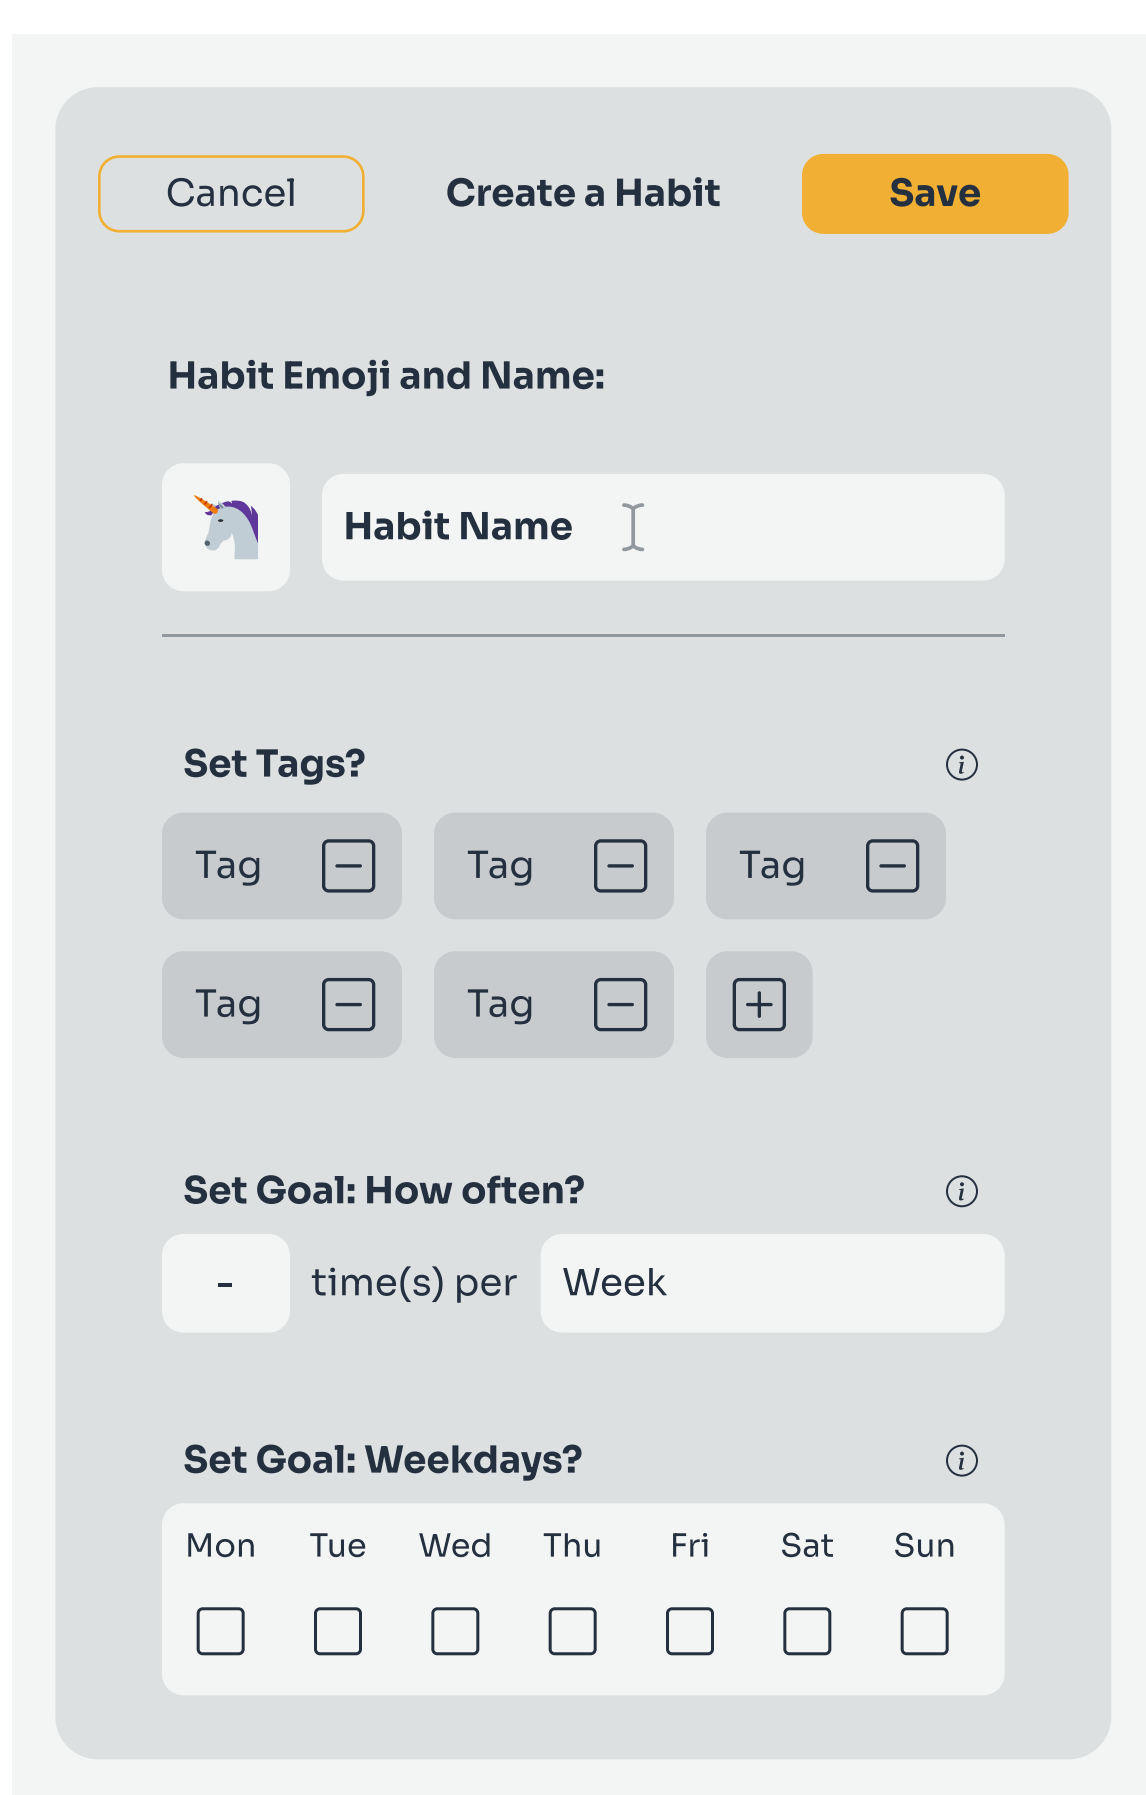 Cancel Create a Habit Save
Habit Emoji and Name:
Habit Name
Set Tags?
Tag Tag Tag
Tag Tag
Set Goal: How often?
- time(s) per Week
Set Goal: Weekdays?
Mon Tue Wed Thu Fri Sat Sun